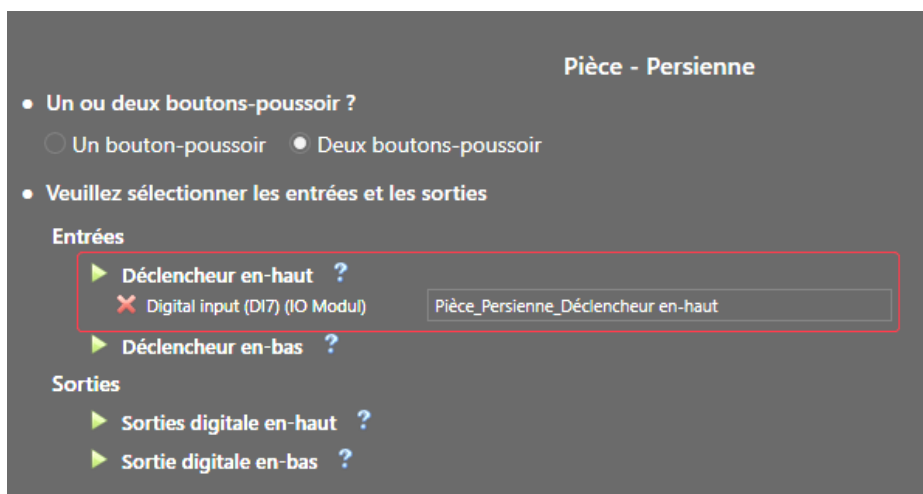 Pièce - Persienne
Un ou deux boutons-poussoir ?
Un bouton-poussoir Deux boutons-poussoir
Veuillez sélectionner les entrées et les sorties
Entrées
Déclencheur en-haut ?
Digital input (DI7) (IO Modul) Pièce_Persienne_Déclencheur en-haut
Déclencheur en-bas ?
Sorties
Sorties digitale en-haut ?
Sortie digitale en-bas ?